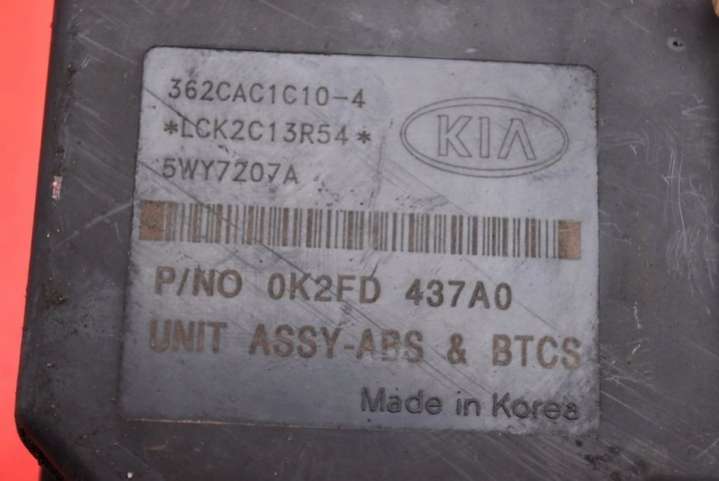 362CAC1C10-4
*LCK2C13R54*
KIA
5WY7207A
P/NO 0K2FD 437A0
UNIT ASSY-ABS & BTCS
Made in Korea